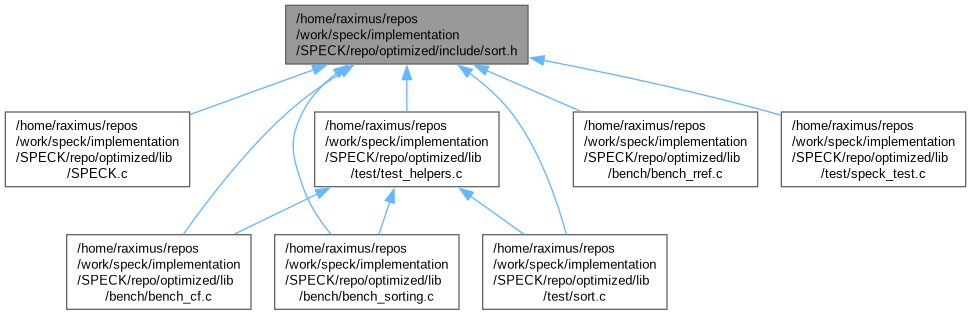 /home/raximus/repos
/work/speck/implementation
/SPECK/repo/optimized/include/sort.h
/home/raximus/repos
/work/speck/implementation
/SPECK/repo/optimized/lib
/SPECK.c
/home/raximus/repos
/work/speck/implementation
/SPECK/repo/optimized/lib
/test/test_helpers.c
/home/raximus/repos
/work/speck/implementation
/SPECK/repo/optimized/lib
/bench/bench_rref.c
/home/raximus/repos
/work/speck/implementation
/SPECK/repo/optimized/lib
/test/speck_test.c
/home/raximus/repos
/work/speck/implementation
/SPECK/repo/optimized/lib
/bench/bench_cf.c
/home/raximus/repos
/work/speck/implementation
/SPECK/repo/optimized/lib
/bench/bench_sorting.c
/home/raximus/repos
/work/speck/implementation
/SPECK/repo/optimized/lib
/test/sort.c